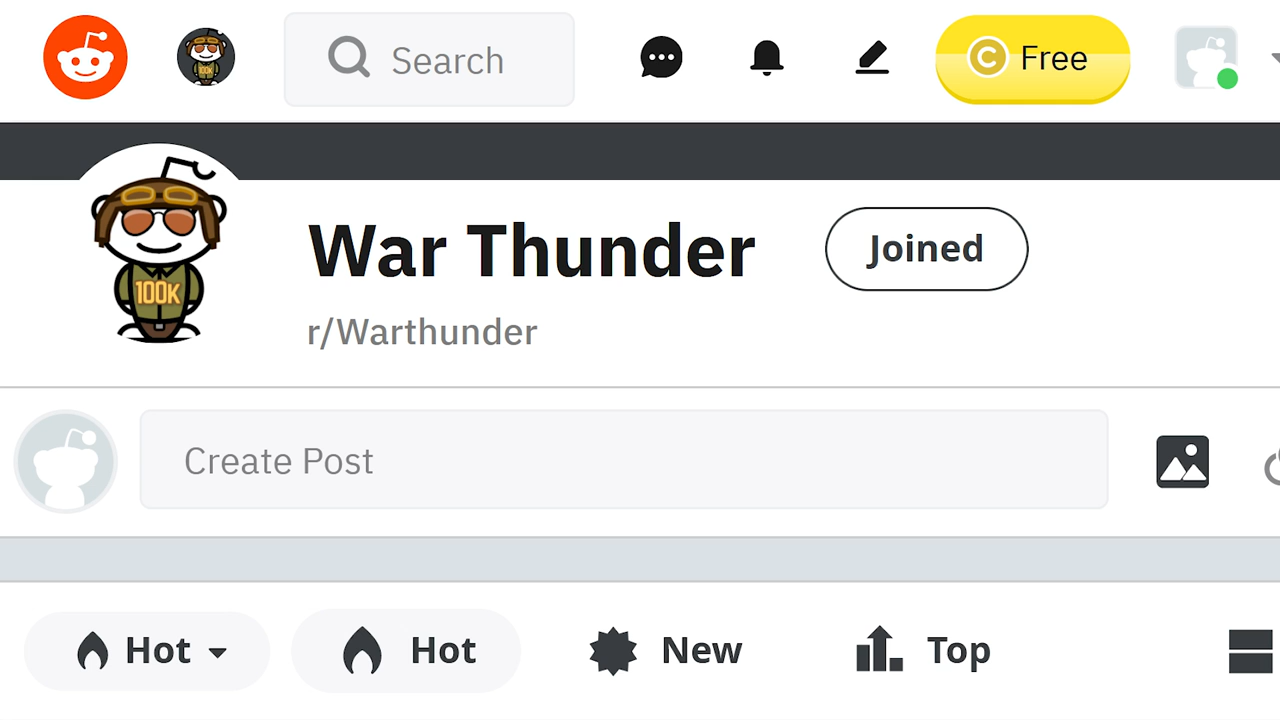 Search
Free
100K
War Thunder
Joined
r/Warthunder
Create Post
Hot
Hot
New
Top